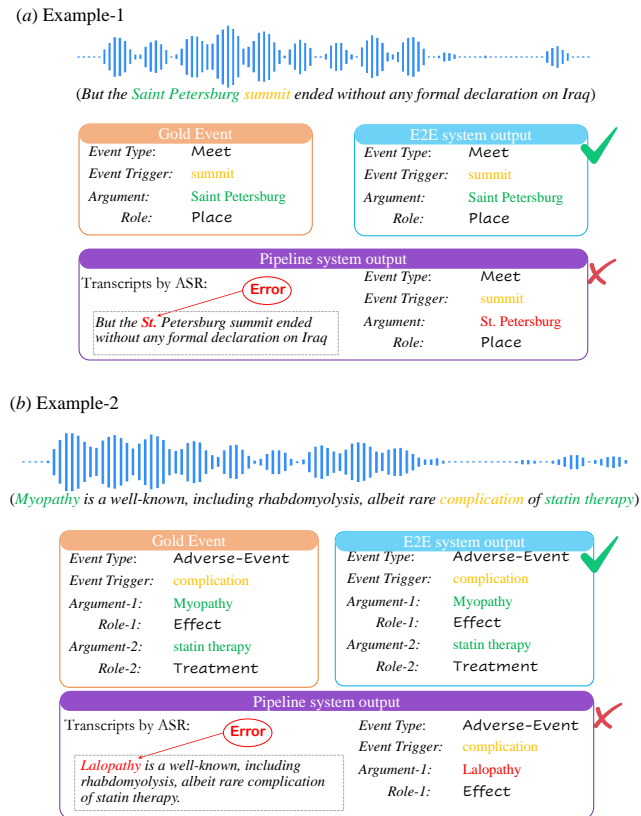 (a) Example-1
(But the Saint Petersburg summit ended without any formal declaration on Iraq)
Gold Event
Event Type: Meet
Event Trigger: summit
Argument: Saint Petersburg
Role: Place
E2E system output
Event Type: Meet
Event Trigger: summit
Argument: Saint Petersburg
Role: Place
Pipeline system output
Transcripts by ASR:
Error
But the St. Petersburg summit ended
without any formal declaration on Iraq
Event Type: Meet
Event Trigger: summit
Argument: St. Petersburg
Role: Place
(b) Example-2
(Myopathy is a well-known, including rhabdomyolysis, albeit rare complication of statin therapy)
Gold Event
Event Type: Adverse-Event
Event Trigger: complication
Argument-1: Myopathy
Role-1: Effect
Argument-2: statin therapy
Role-2: Treatment
E2E system output
Event Type: Adverse-Event
Event Trigger: complication
Argument-1: Myopathy
Role-1: Effect
Argument-2: statin therapy
Role-2: Treatment
Pipeline system output
Transcripts by ASR:
Error
Lalopathy is a well-known, including
rhabdomyolysis, albeit rare complication
of statin therapy.
Event Type: Adverse-Event
Event Trigger: complication
Argument-1: Lalopathy
Role-1: Effect